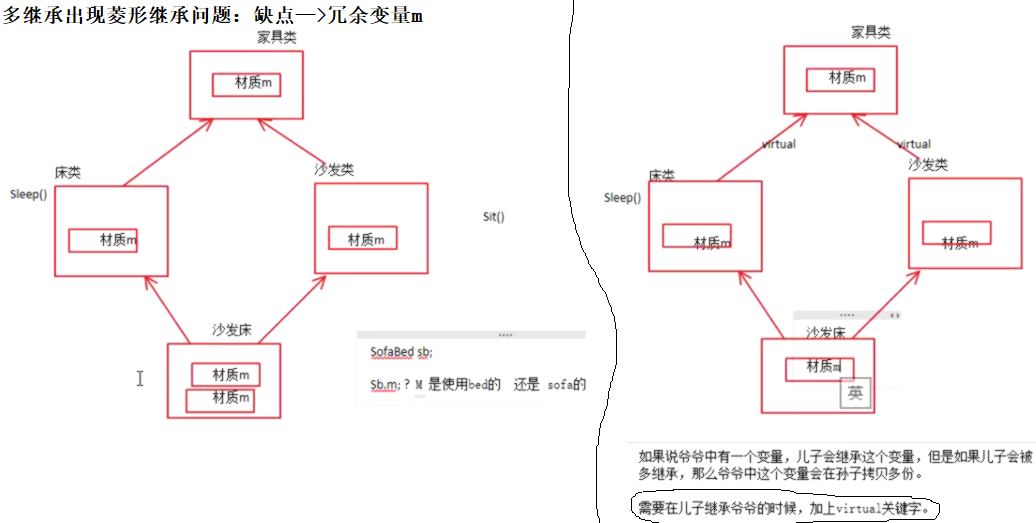 多继承出现菱形继承问题：缺点—>冗余变量m
家具类
材质m
床类
沙发类
Sleep()
材质m
材质m
Sit()
沙发床
材质m
材质m
SofaBed sb;
Sb.m; ? M 是使用bed的 还是 sofa的
家具类
材质m
virtual
virtual
床类
沙发类
Sleep()
材质m
材质m
沙发床
材质m
英
如果说爷爷中有一个变量，儿子会继承这个变量，但是如果儿子会被
多继承，那么爷爷中这个变量会在孙子拷贝多份。
需要在儿子继承爷爷的时候，加上virtual关键字。